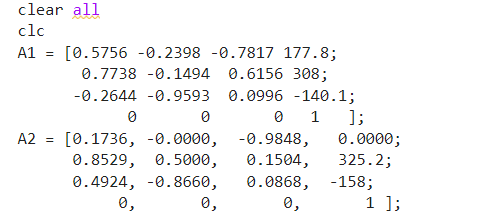 clear all
clc
A1 = [0.5756 -0.2398 -0.7817 177.8;
0.7738 -0.1494 0.6156 308;
-0.2644 -0.9593 0.0996 -140.1;
0 0 0 1 ];
A2 = [0.1736, -0.0000, -0.9848, 0.0000;
0.8529, 0.5000, 0.1504, 325.2;
0.4924, -0.8660, 0.0868, -158;
0, 0, 0, 1 ];